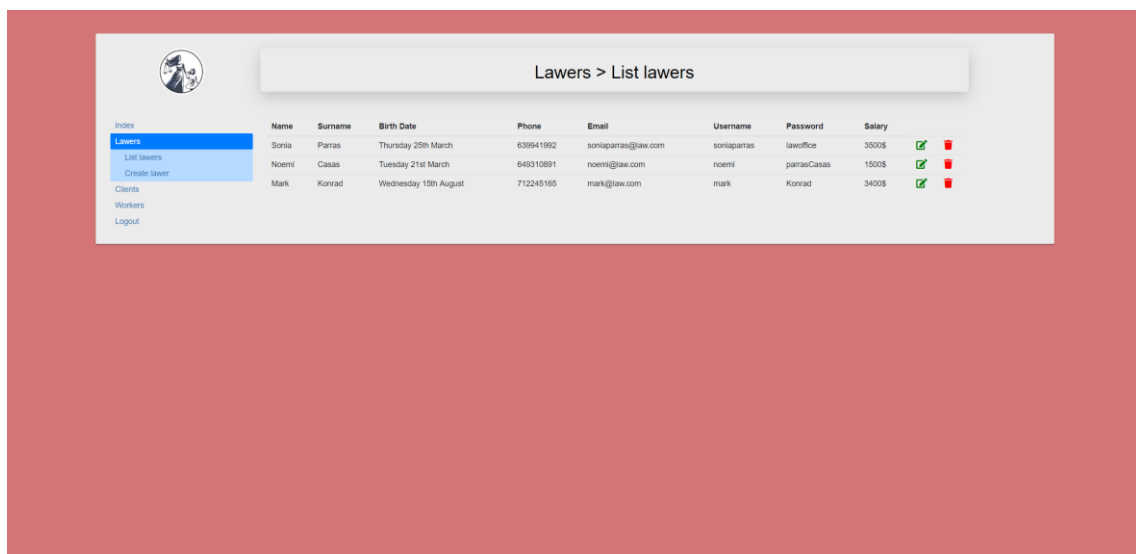 Lawers > List lawers
Index
Lawers
List lawers
Create lawer
Clients
Workers
Logout
Name Surname Birth Date Phone Email Username Password Salary
Sonia Parras Thursday 25th March 639941992 soniaparras@law.com soniaparras lawoffice 3500$
Noemi Casas Tuesday 21st March 649310891 noemi@law.com noemi parrasCasas 1500$
Mark Konrad Wednesday 15th August 712245165 mark@law.com mark Konrad 3400$